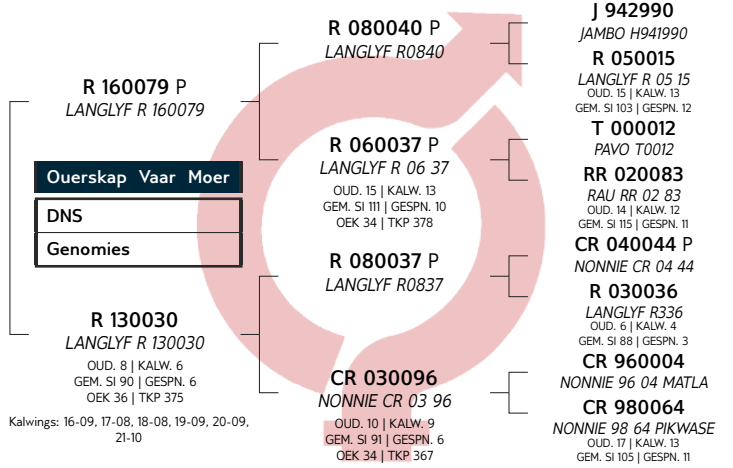 R 160079 P
LANGLYF R 160079
Ouerskap Vaar Moer
DNS
Genomies
R 130030
LANGLYF R 130030
OUD. 8 | KALW. 6
GEM. SI 90 | GESPN. 6
OEK 36 | TKP 375
Kalwings: 16-09, 17-08, 18-08, 19-09, 20-09,
21-10
R 080040 P
LANGLYF R0840
R 060037 P
LANGLYF R 06 37
OUD. 15 | KALW. 13
GEM. SI 111 | GESPN. 10
OEK 34 | TKP 378
R 080037 P
LANGLYF R0837
CR 030096
NONNIE CR 03 96
OUD. 10 | KALW. 9
GEM. SI 91 | GESPN. 6
OEK 34 | TKP 367
J 942990
JAMBO H941990
R 050015
LANGLYF R 05 15
OUD. 15 | KALW. 13
GEM. SI 103 | GESPN. 12
T 000012
PAVO T0012
RR 020083
RAU RR 02 83
OUD. 14 | KALW. 12
GEM. SI 115 | GESPN. 11
CR 040044 P
NONNIE CR 04 44
R 030036
LANGLYF R336
OUD. 6 | KALW. 4
GEM. SI 88 | GESPN. 3
CR 960004
NONNIE 96 04 MATLA
CR 980064
NONNIE 98 64 PIKWASE
OUD. 17 | KALW. 13
GEM. SI 105 | GESPN. 11